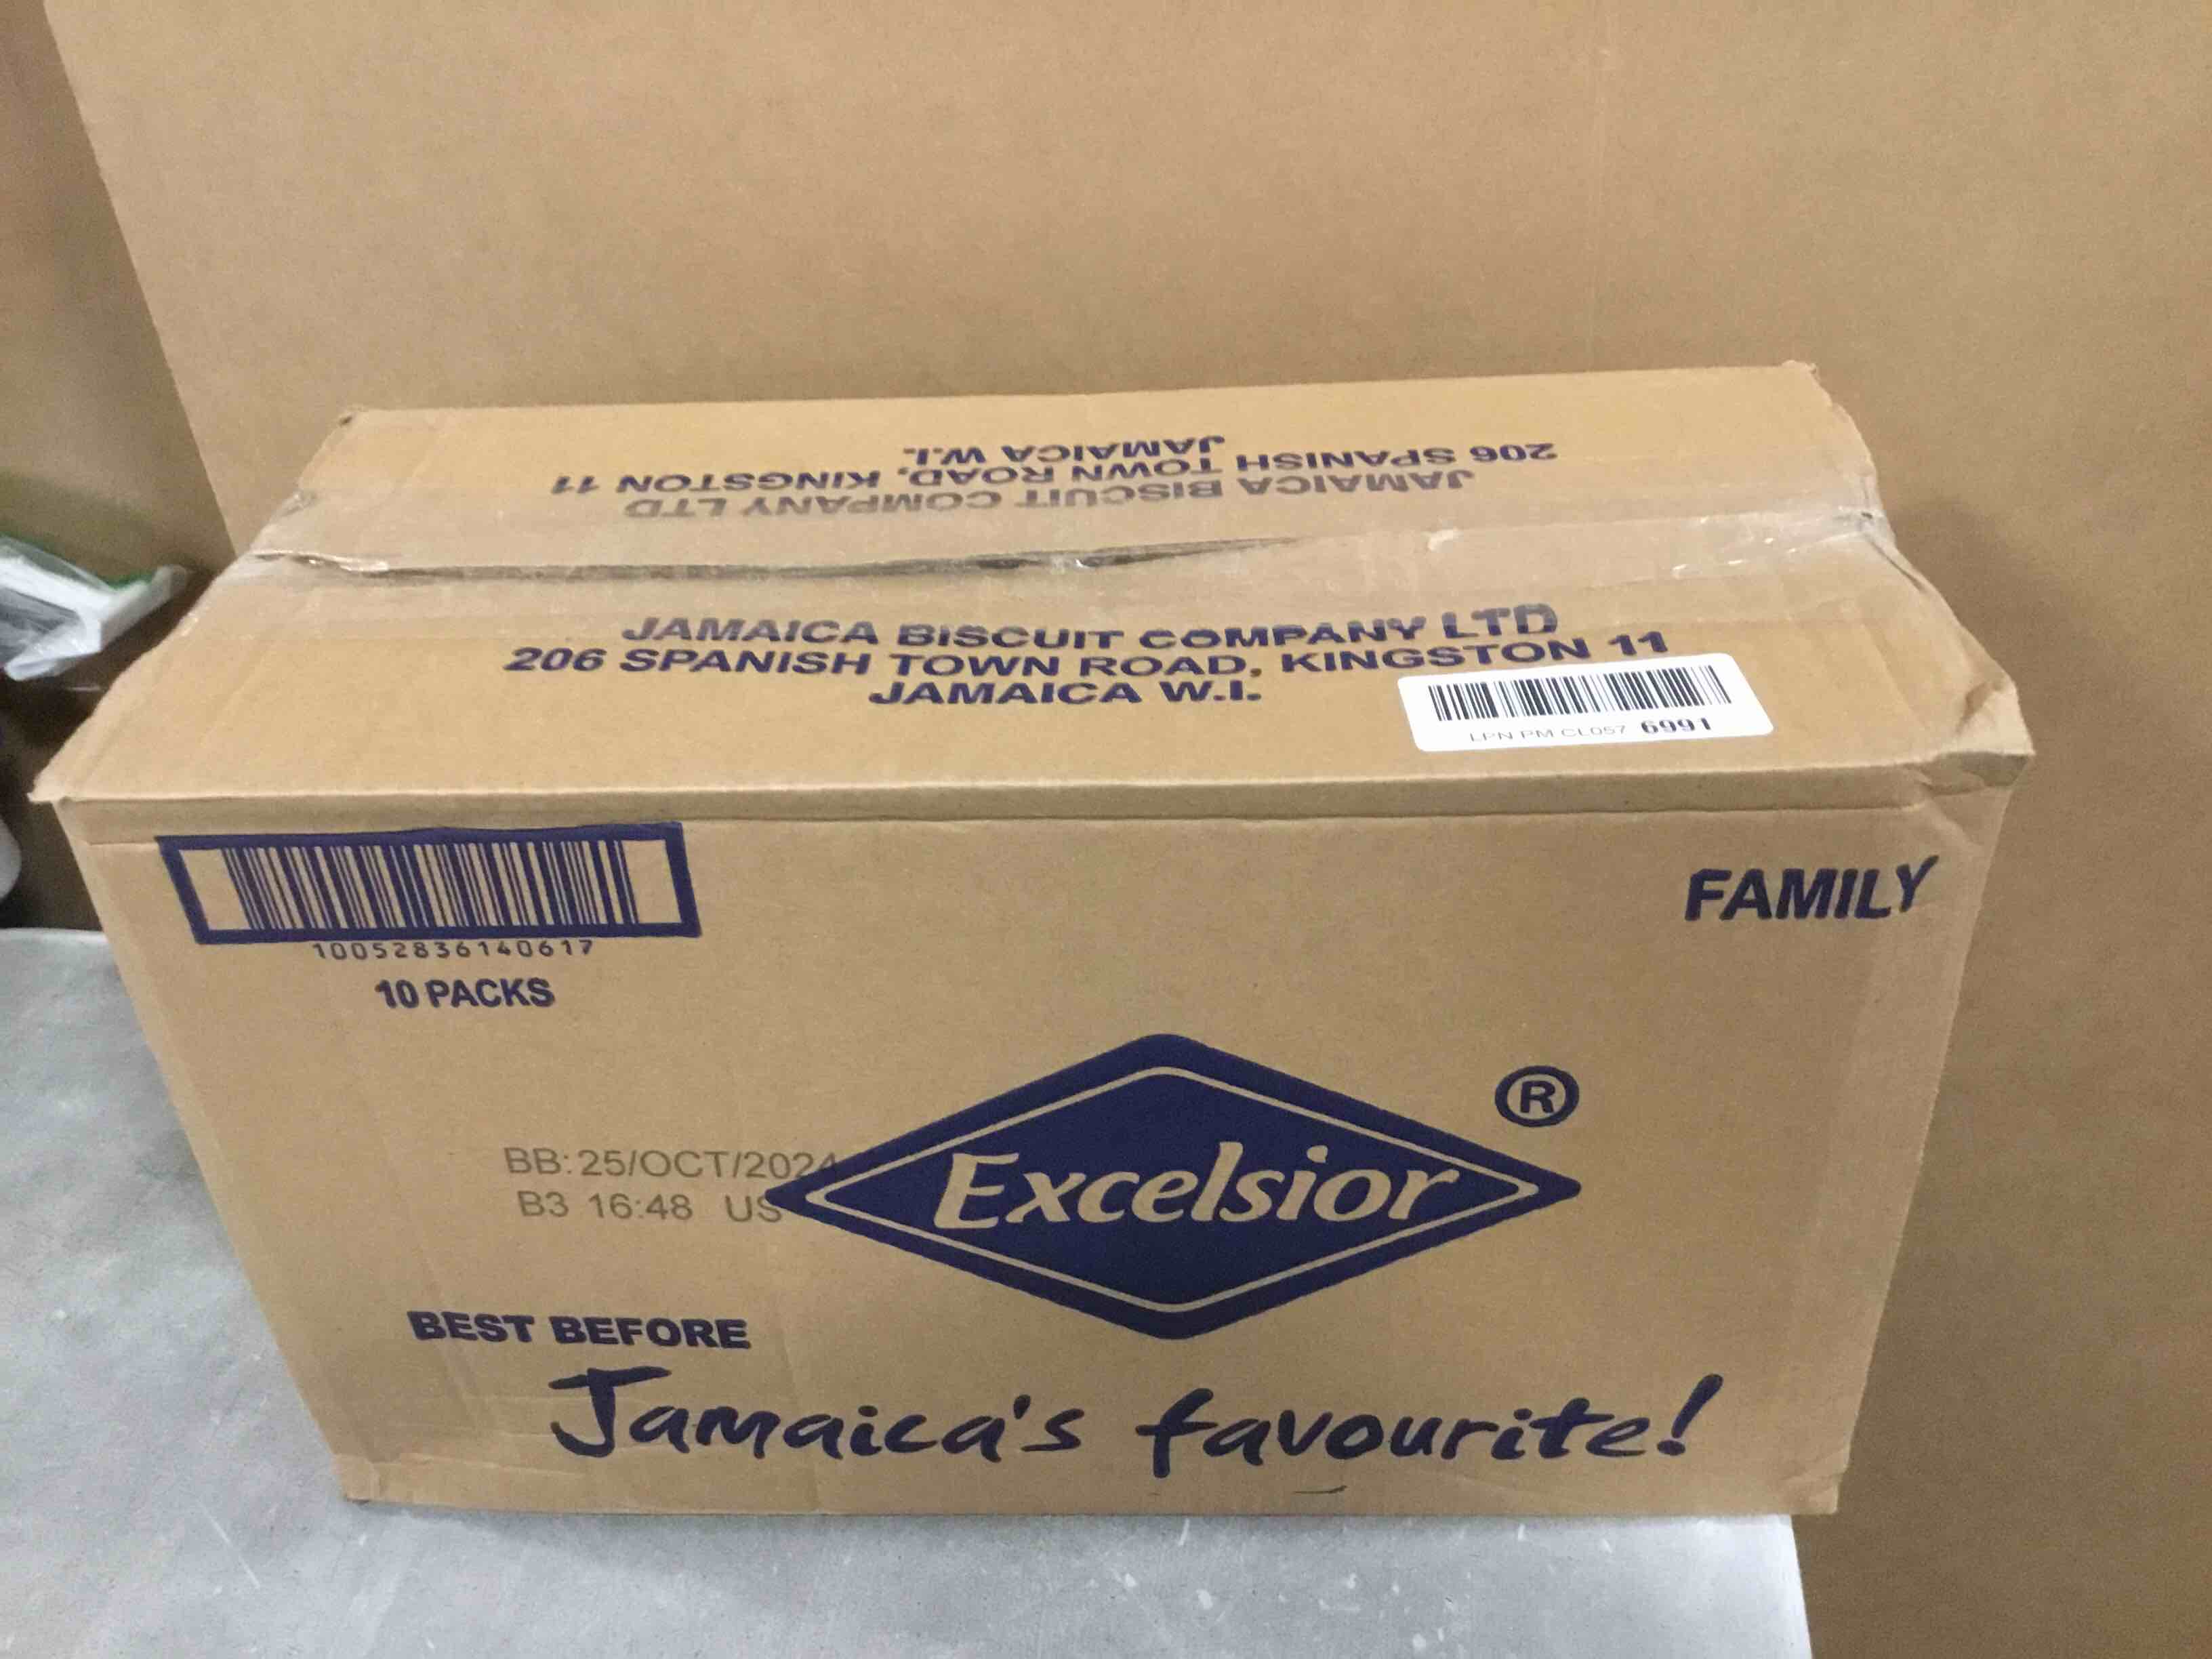 206 SPANISH TOWN ROAD, KINGSTON 11
JAMAICA W.I.
JAMAICA BISCUIT COMPANY LTD
JAMAICA BISCUIT COMPANY LTD
206 SPANISH TOWN ROAD, KINGSTON 11
JAMAICA W.I.
LPN PM CL057 6991
10052836140617
10 PACKS
FAMILY
BB:25/OCT/2024
B3 16:48 US
Excelsior
®
BEST BEFORE
Jamaica's favourite!